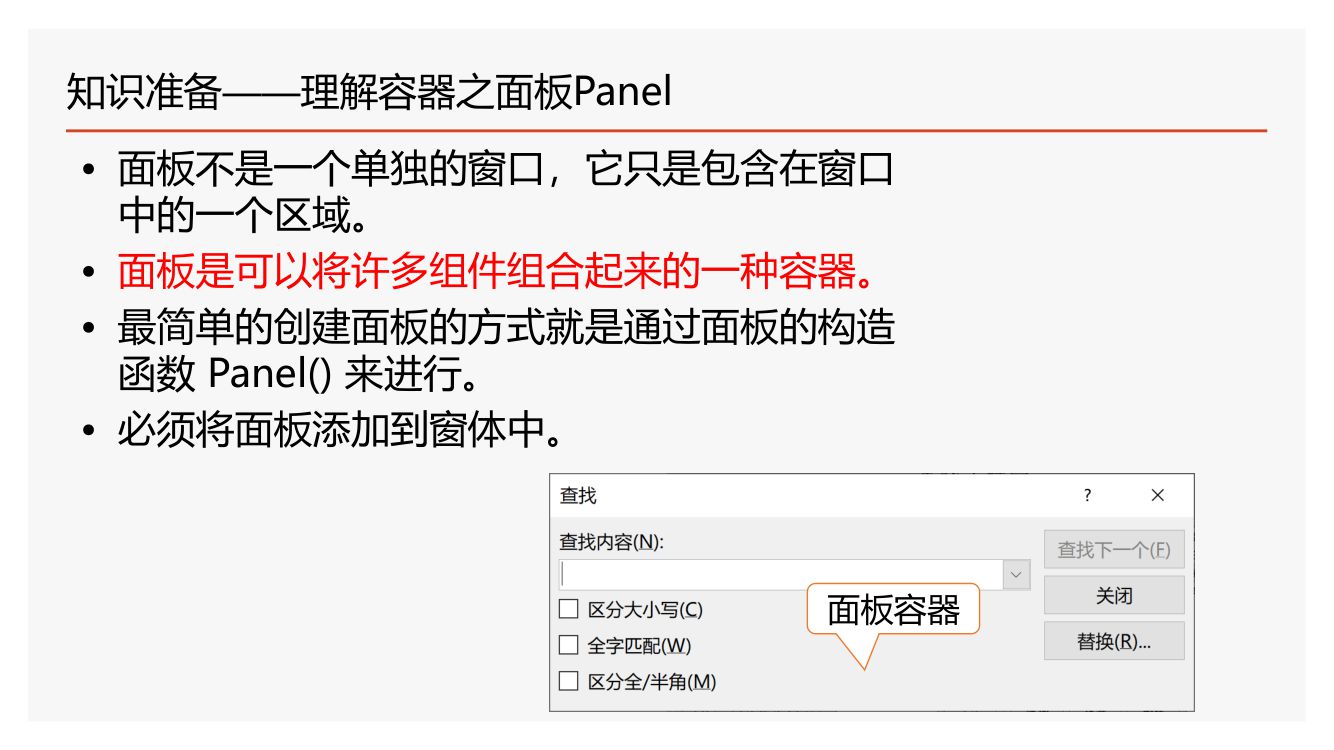 知识准备——理解容器之面板Panel
• 面板不是一个单独的窗口，它只是包含在窗口
中的一个区域。
• 面板是可以将许多组件组合起来的一种容器。
• 最简单的创建面板的方式就是通过面板的构造
函数 Panel() 来进行。
• 必须将面板添加到窗体中。
查找
?
查找内容(N):
查找下一个(F)
关闭
区分大小写(C)
面板容器
全字匹配(W)
替换(R)...
区分全/半角(M)